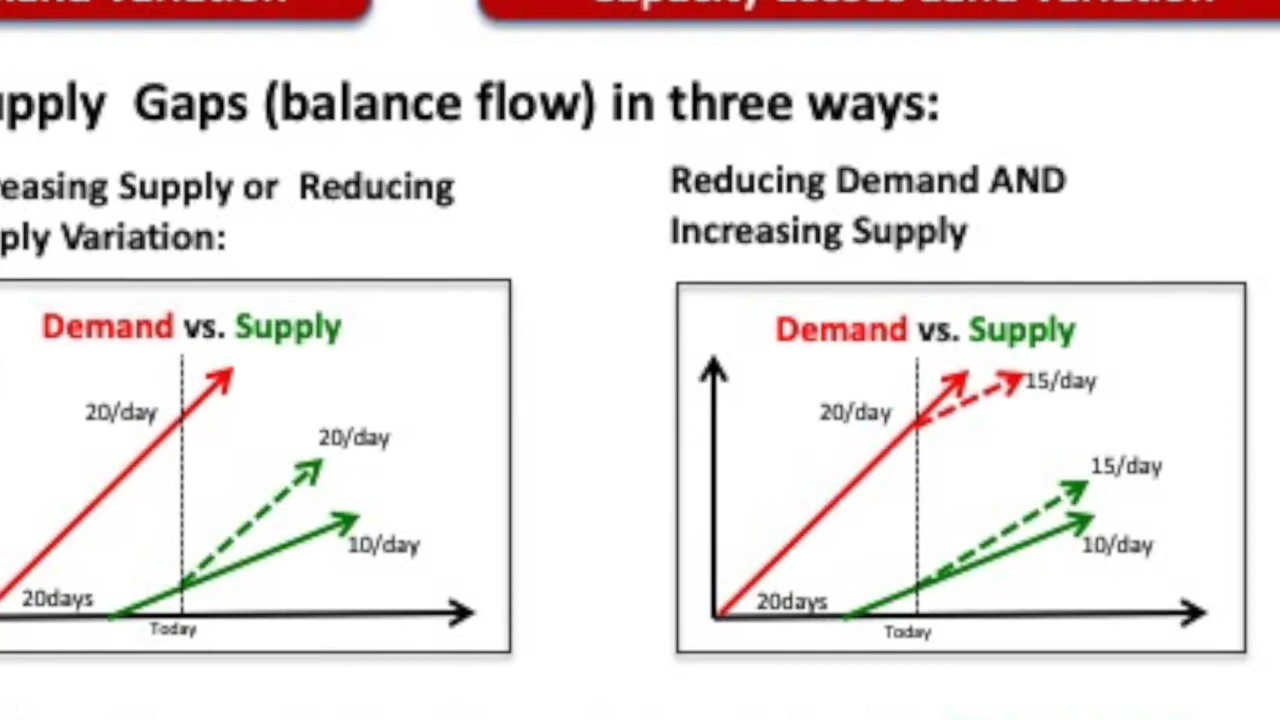 upply Gaps (balance flow) in three ways:
reasing Supply or Reducing
ply Variation:
Reducing Demand AND
Increasing Supply
Demand vs. Supply
20/day
20/day
10/day
20days
Today
Demand vs. Supply
15/day
20/day
15/day
10/day
20days
Today